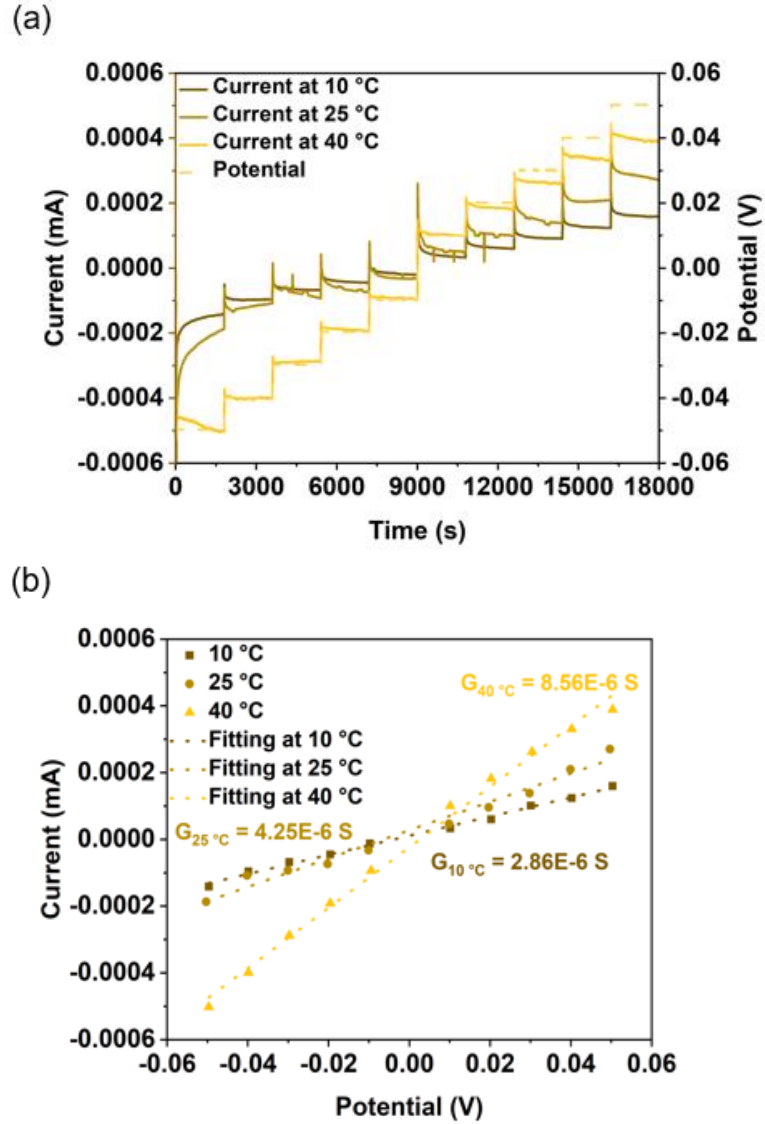 (a)
0.0006
0.0004
0.0002
0.0000
-0.0002
-0.0004
-0.0006
Current (mA)
Current at 10 °C
Current at 25 °C
Current at 40 °C
Potential
0.06
0.04
0.02
0.00
-0.02
-0.04
-0.06
Potential (V)
0 3000 6000 9000 12000 15000 18000
Time (s)
(b)
0.0006
0.0004
0.0002
0.0000
-0.0002
-0.0004
-0.0006
Current (mA)
10 °C
25 °C
40 °C
Fitting at 10 °C
Fitting at 25 °C
Fitting at 40 °C
G40 °C = 8.56E-6 S
G25 °C = 4.25E-6 S
G10 °C = 2.86E-6 S
-0.06 -0.04 -0.02 0.00 0.02 0.04 0.06
Potential (V)